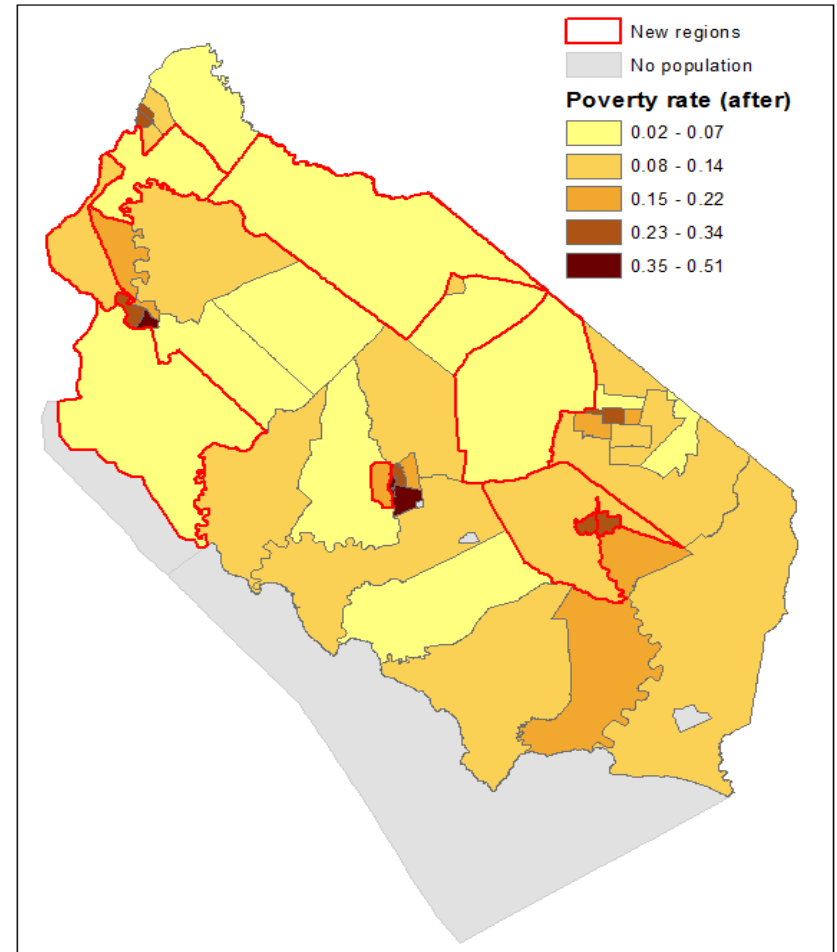 New regions
No population
Poverty rate (after)
0.02 - 0.07
0.08 - 0.14
0.15 - 0.22
0.23 - 0.34
0.35 - 0.51